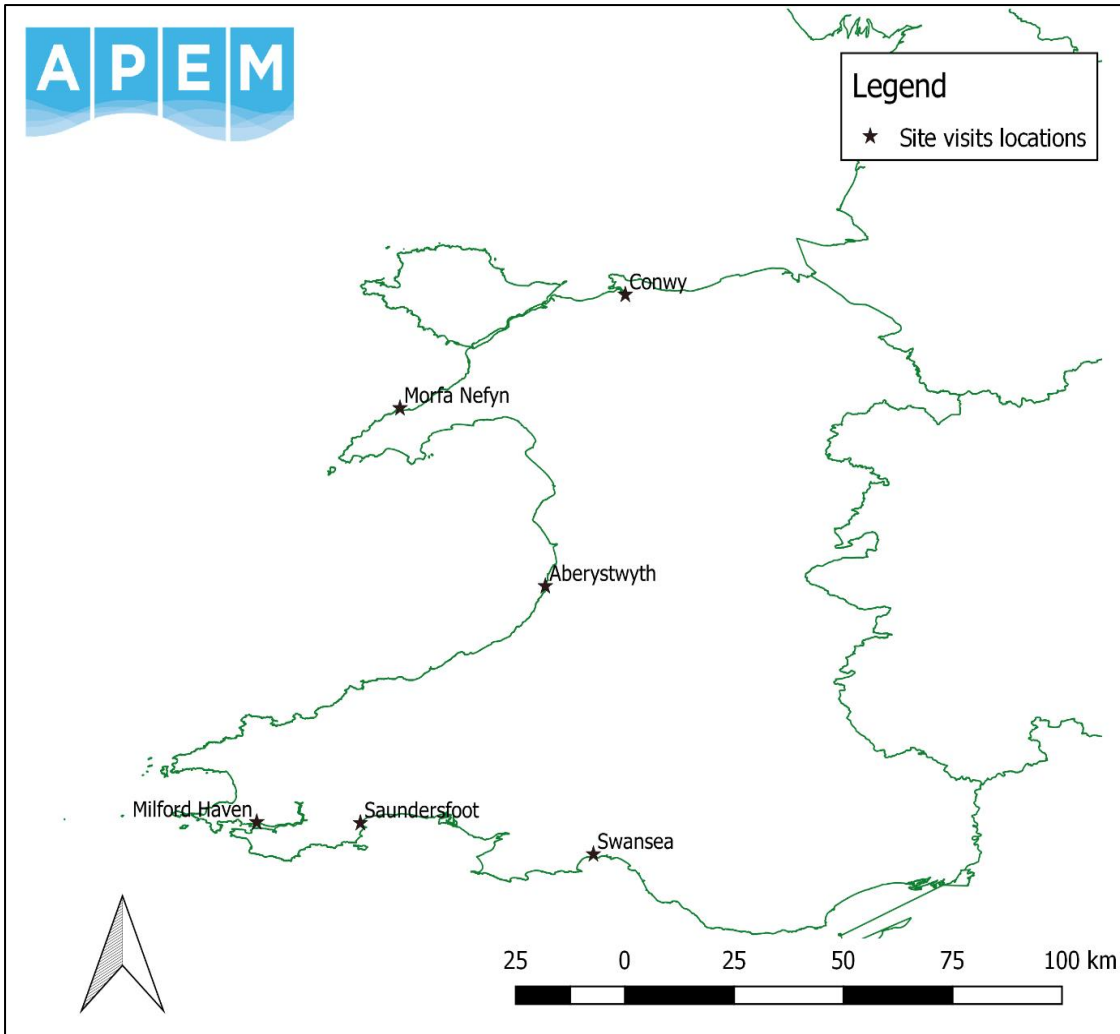 APEM
Legend
Site visits locations
Conwy
Morfa Nefyn
Aberystwyth
Milford Haven
Saundersfoot
Swansea
25 0 25 50 75 100 km